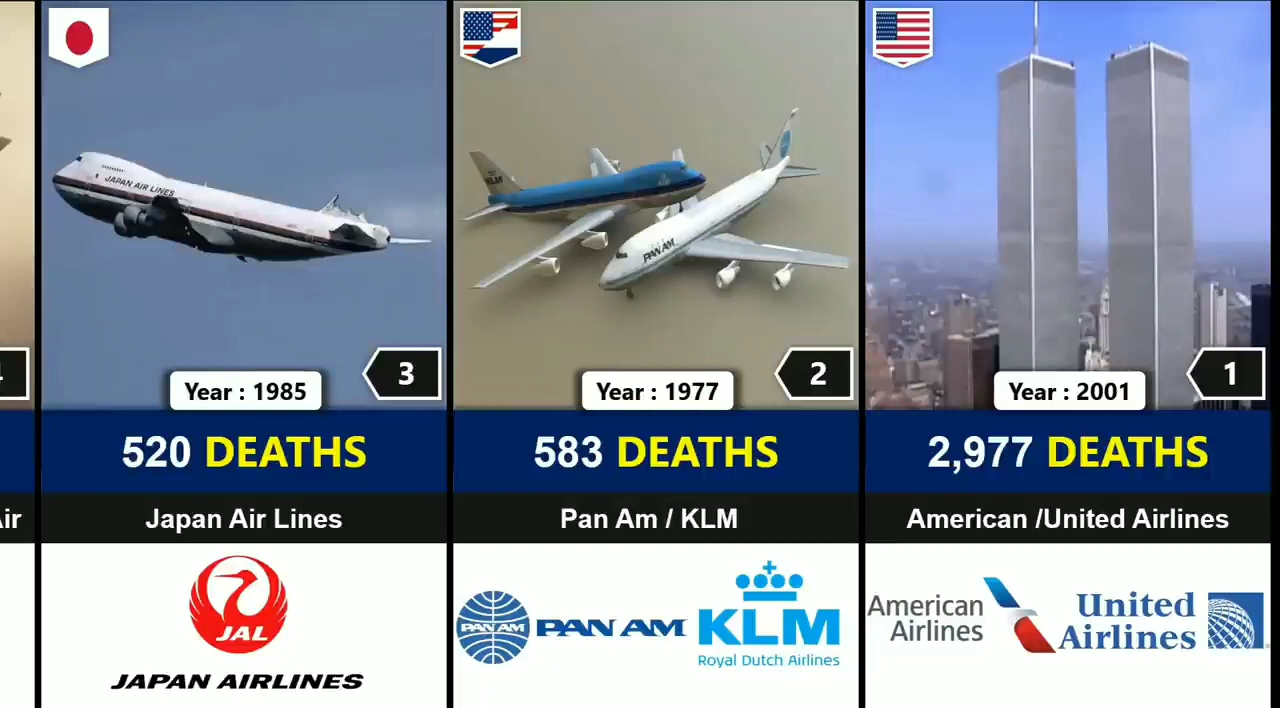 JAPAN AIR LINES
Year : 1985
3
520 DEATHS
Japan Air Lines
JAL
JAPAN AIRLINES
KLM
PAN AM
Year : 1977
2
583 DEATHS
Pan Am / KLM
PAN AM
PAN AM
KLM
Royal Dutch Airlines
Year : 2001
1
2,977 DEATHS
American /United Airlines
American
Airlines
United
Airlines
Air